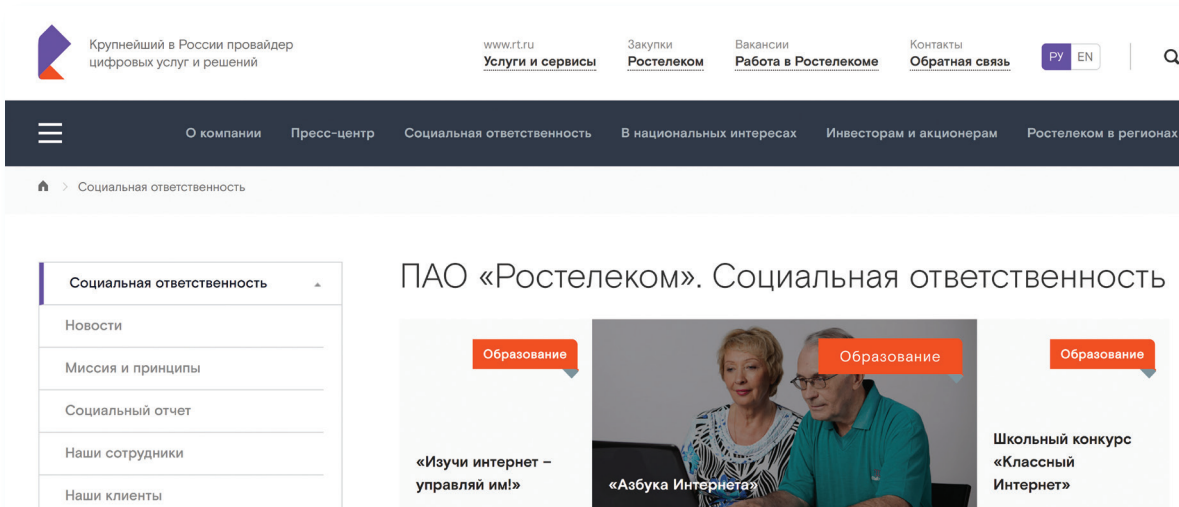 Крупнейший в России провайдер
цифровых услуг и решений
www.rt.ru
Услуги и сервисы
Закупки
Ростелеком
Вакансии
Работа в Ростелекоме
Контакты
Обратная связь
РУ EN
О компании Пресс-центр Социальная ответственность В национальных интересах Инвесторам и акционерам Ростелеком в регионах
Социальная ответственность
Социальная ответственность
Новости
Миссия и принципы
Социальный отчет
Наши сотрудники
Наши клиенты
ПАО «Ростелеком». Социальная ответственность
Образование
«Изучи интернет –
управляй им!»
Образование
«Азбука Интернета»
Образование
Школьный конкурс
«Классный
Интернет»